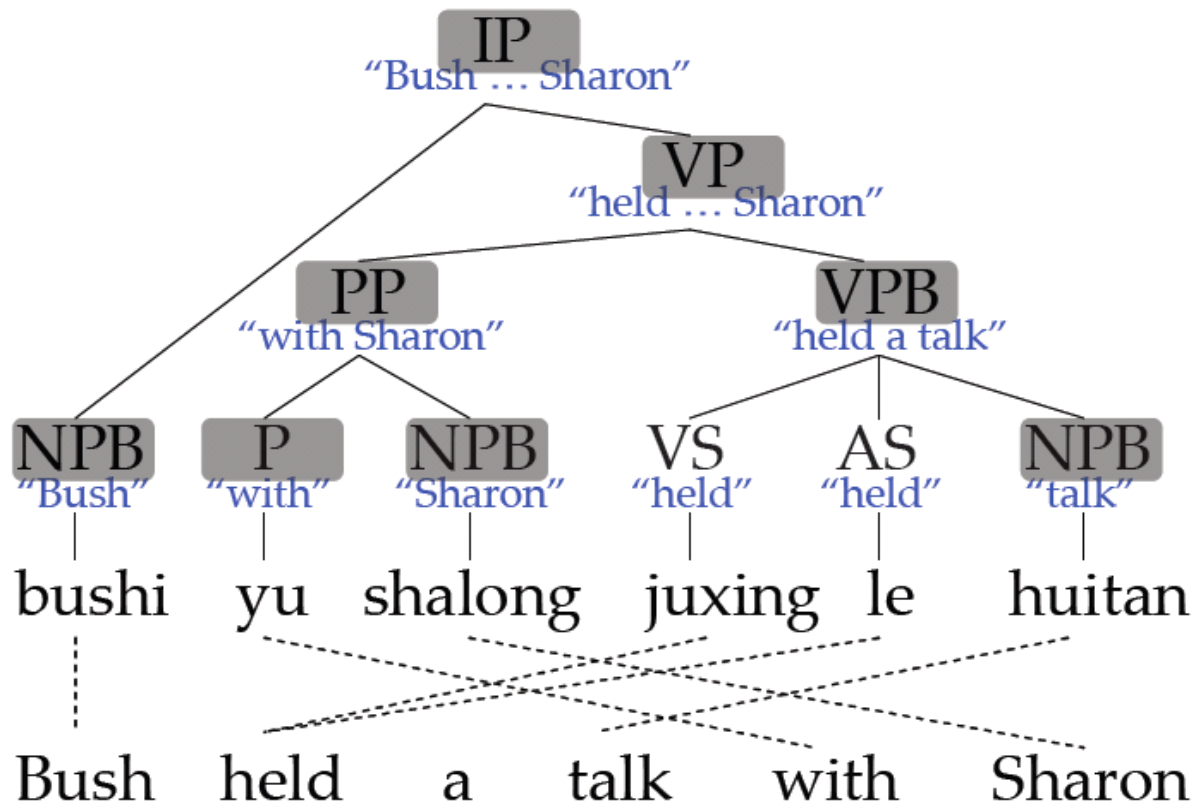 IP
“Bush … Sharon”
VP
“held … Sharon”
PP VPB
“with Sharon” “held a talk”
NPB P NPB VS AS NPB
“Bush” “with” “Sharon” “held” “held” “talk”
bushi yu shalong juxing le huitan
Bush held a talk with Sharon